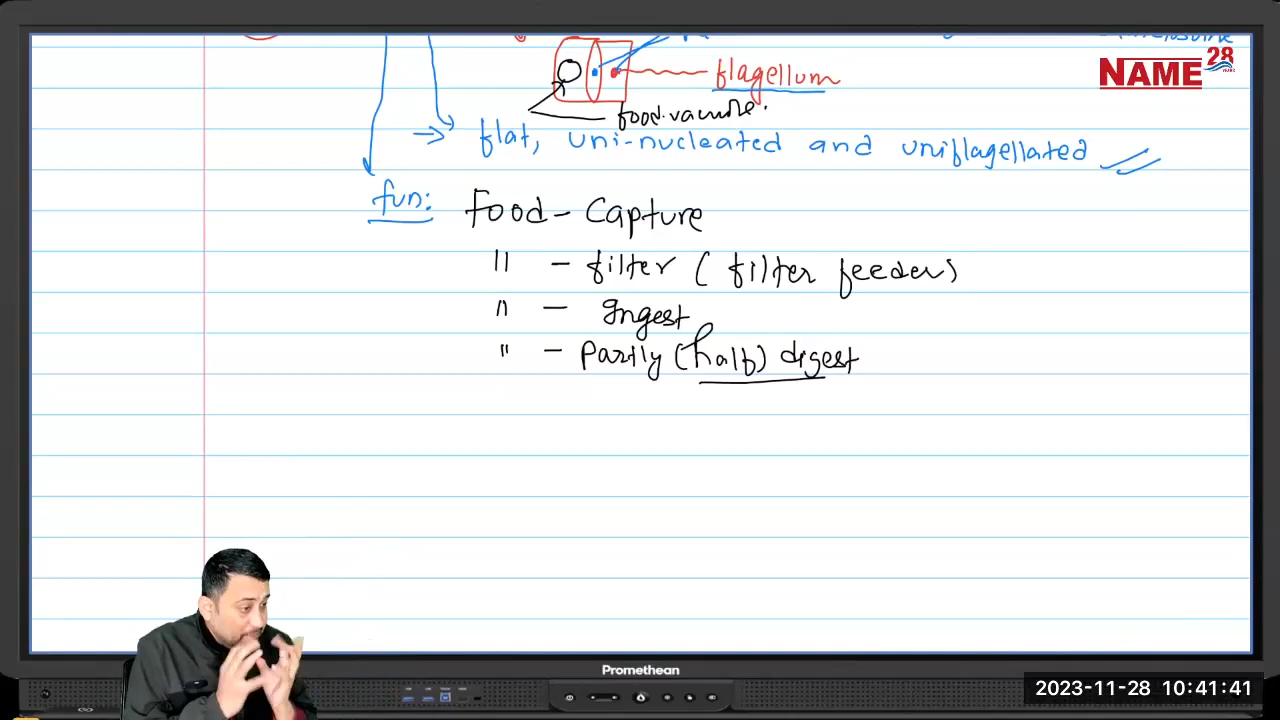 NAME 28
flagellum
food vacuole.
→ flat, uni-nucleated and uniflagellated
fun: Food - Capture
" - filter ( filter feeders)
" - Ingest
" - Partly (half) digest
Promethean
2023-11-28 10:41:41